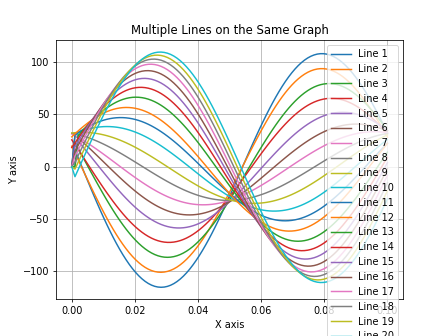 Multiple Lines on the Same Graph
Line 1
Line 2
Line 3
Line 4
Line 5
Line 6
Line 7
Line 8
Line 9
Line 10
Line 11
Line 12
Line 13
Line 14
Line 15
Line 16
Line 17
Line 18
Line 19
Line 20
100
50
0
−50
−100
Y axis
0.00
0.02
0.04
0.06
0.08
0.10
X axis